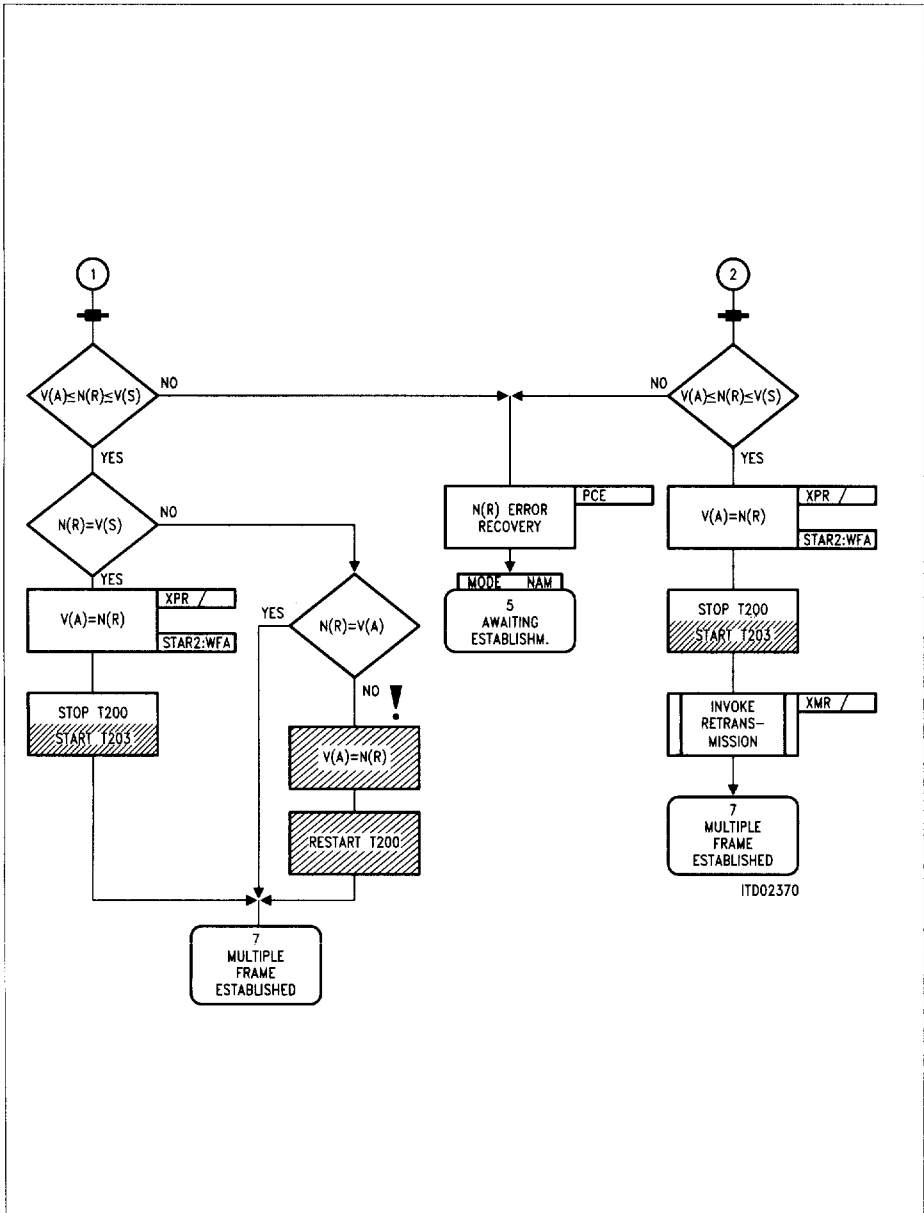 1
V(A)≤N(R)≤V(S)
NO
YES
N(R)=V(S)
NO
YES
V(A)=N(R)
XPR /
STAR2:WFA
STOP T200
START T203
YES
N(R)=V(A)
NO !
V(A)=N(R)
RESTART T200
7
MULTIPLE
FRAME
ESTABLISHED
N(R) ERROR
RECOVERY
PCE
MODE NAM
5
AWAITING
ESTABLISHM.
2
NO
V(A)≤N(R)≤V(S)
YES
V(A)=N(R)
XPR /
STAR2:WFA
STOP T200
START T203
INVOKE
RETRANS-
MISSION
XMR /
7
MULTIPLE
FRAME
ESTABLISHED
ITD02370